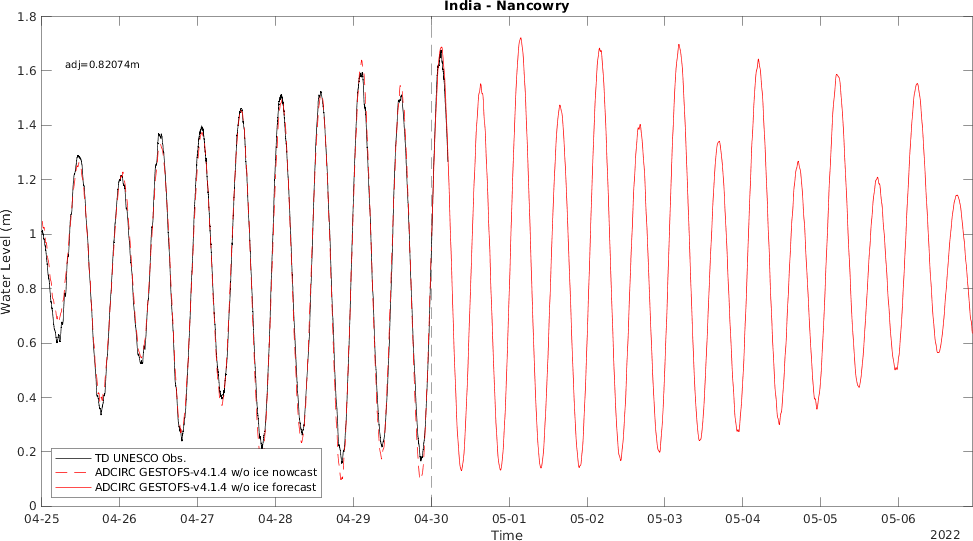 India - Nancowry
1.8
1.6
1.4
1.2
1
0.8
0.6
0.4
0.2
0
Water Level (m)
adj=0.82074m
TD UNESCO Obs.
ADCIRC GESTOFS-v4.1.4 w/o ice nowcast
ADCIRC GESTOFS-v4.1.4 w/o ice forecast
04-25 04-26 04-27 04-28 04-29 04-30 05-01 05-02 05-03 05-04 05-05 05-06
Time
2022